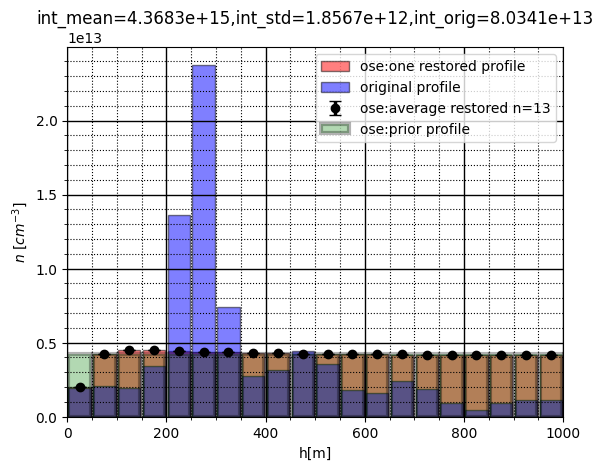 int_mean=4.3683e+15,int_std=1.8567e+12,int_orig=8.0341e+13
1e13
ose:one restored profile
original profile
ose:average restored n=13
ose:prior profile
2.0
1.5
1.0
0.5
0.0
n [cm⁻³]
0 200 400 600 800 1000
h[m]